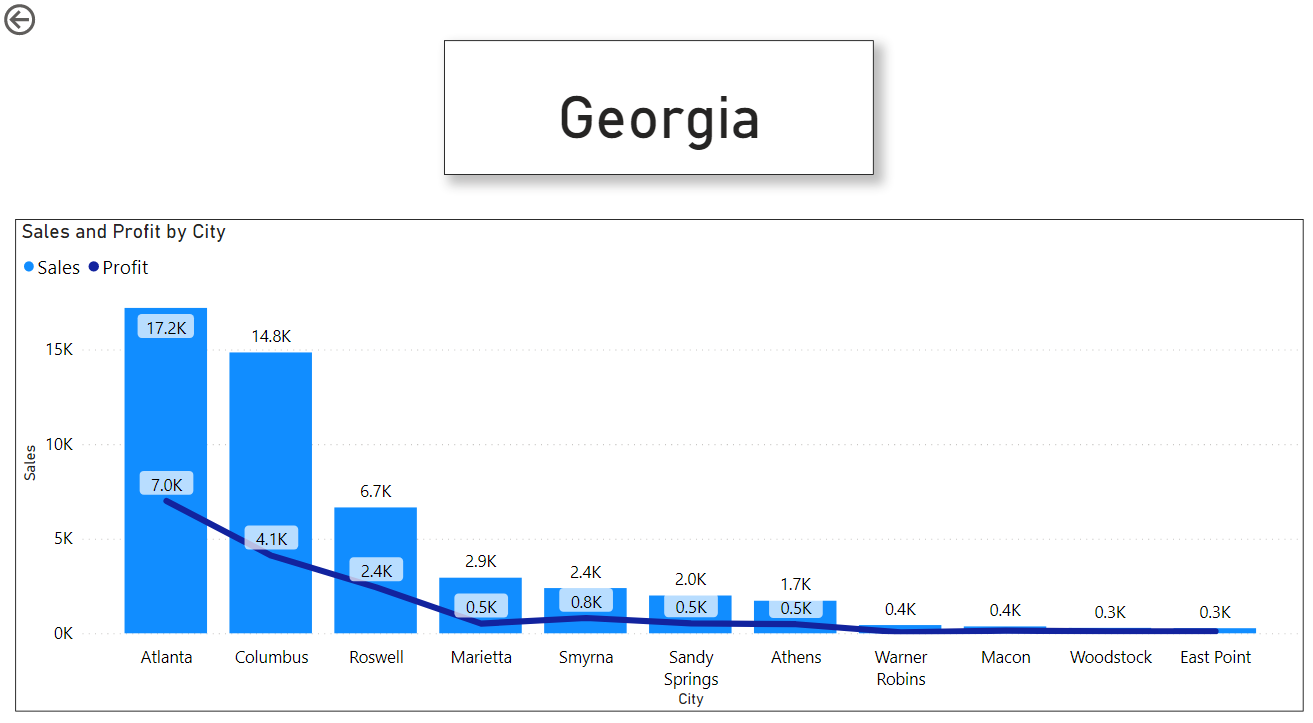 Georgia
Sales and Profit by City
Sales Profit
17.2K
14.8K
15K
10K
Sales
7.0K
6.7K
5K
4.1K
2.4K
2.9K
2.4K
2.0K
1.7K
0.5K
0.8K
0.5K
0.5K
0.4K
0.4K
0.3K
0.3K
0K
Atlanta Columbus Roswell Marietta Smyrna Sandy Springs Athens Warner Robins Macon Woodstock East Point
City